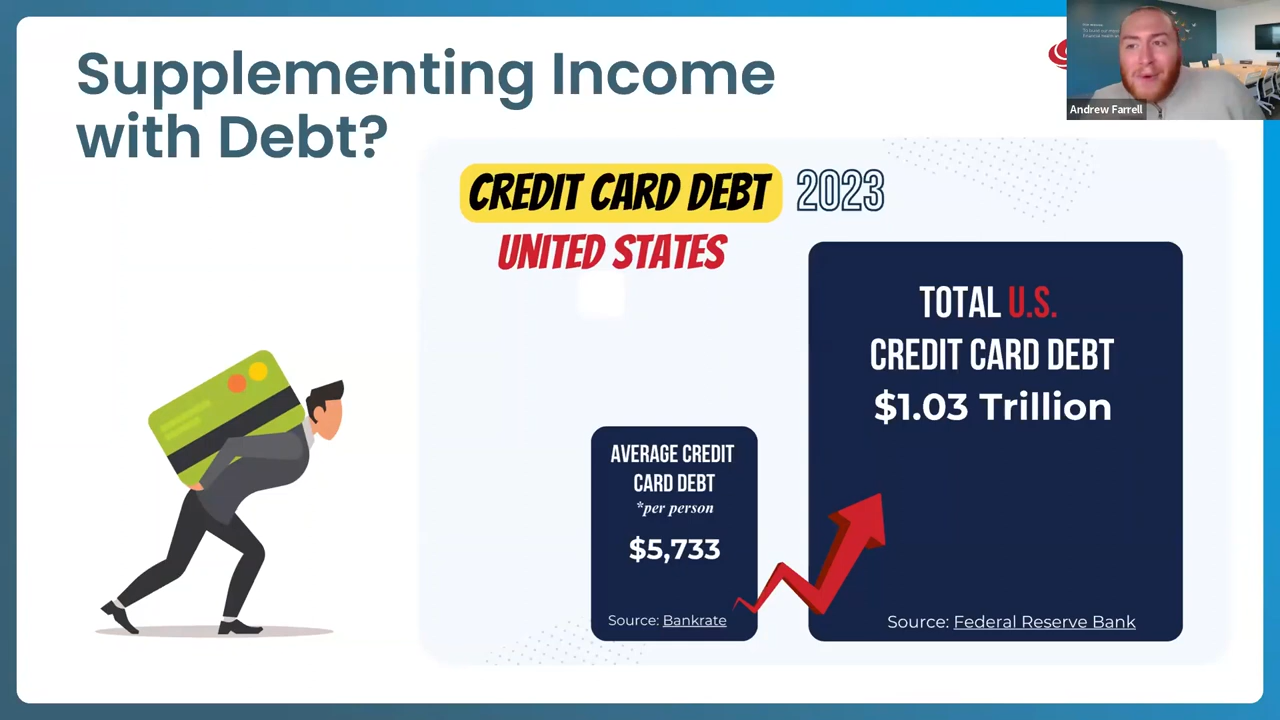 Supplementing Income
with Debt?
Andrew Farrell
CREDIT CARD DEBT 2023
UNITED STATES
TOTAL U.S.
CREDIT CARD DEBT
$1.03 Trillion
AVERAGE CREDIT
CARD DEBT
*per person
$5,733
Source: Bankrate
Source: Federal Reserve Bank